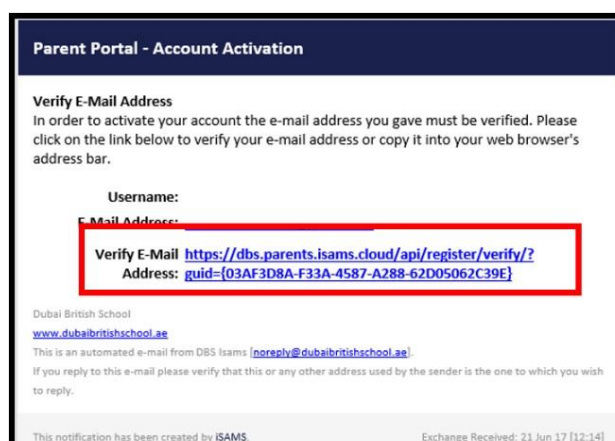 Parent Portal - Account Activation
Verify E-Mail Address
In order to activate your account the e-mail address you gave must be verified. Please
click on the link below to verify your e-mail address or copy it into your web browser's
address bar.
Username:
E-Mail Address:
Verify E-Mail https://dbs.parents.isams.cloud/api/register/verify/?
Address: guid={03AF3D8A-F33A-4587-A288-62D05062C39E}
Dubai British School
www.dubaibritishschool.ae
This is an automated e-mail from DBS Isams [noreply@dubaibritishschool.ae].
If you reply to this e-mail please verify that this or any other address used by the sender is the one to which you wish
to reply.
This notification has been created by iSAMS. Exchange Received: 21 Jun 17 [12:14]